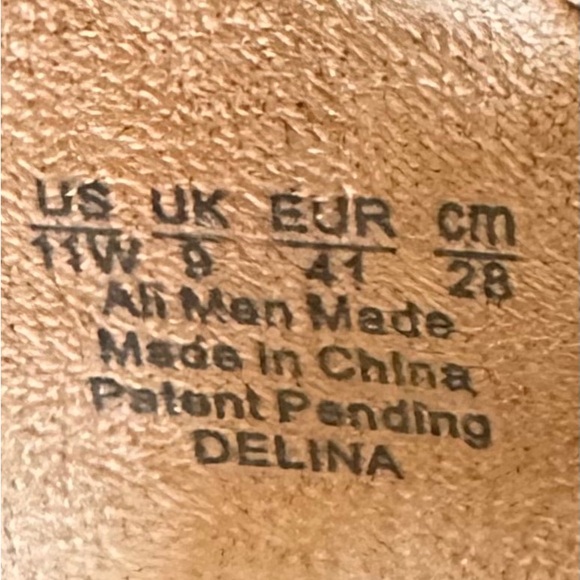 US UK EUR cm
11W 9 41 28
All Man Made
Made in China
Patent Pending
DELINA